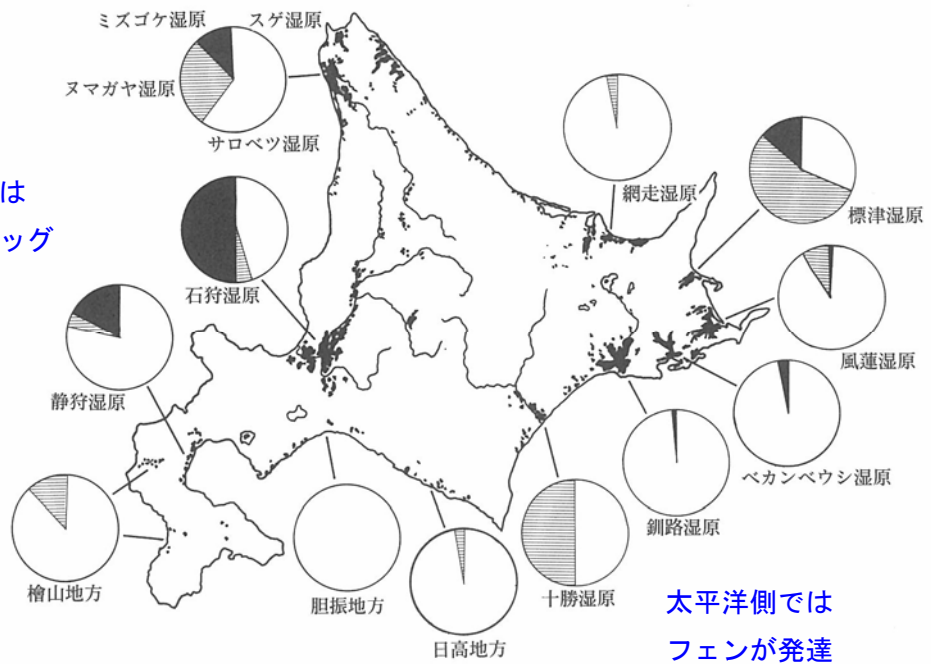 ミズゴケ湿原
スゲ湿原
ヌマガヤ湿原
サロベツ湿原
網走湿原
標津湿原
は
ッグ
石狩湿原
風蓮湿原
静狩湿原
ベカンベウシ湿原
釧路湿原
檜山地方
胆振地方
日高地方
十勝湿原
太平洋側では
フェンが発達